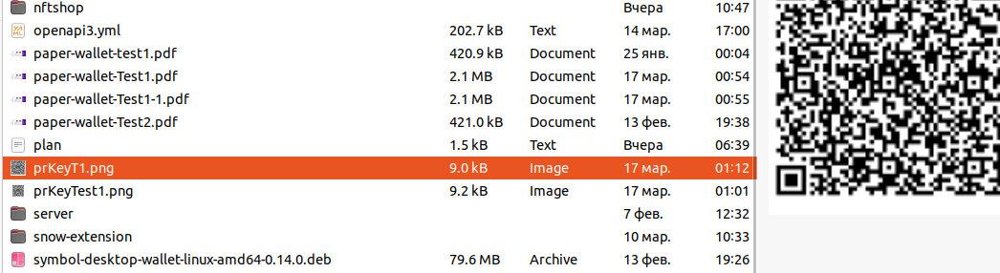 nftshop Вчера 10:47
openapi3.yml 202.7 kB Text 14 мар. 17:00
paper-wallet-test1.pdf 420.9 kB Document 25 янв. 00:04
paper-wallet-Test1.pdf 2.1 MB Document 17 мар. 00:54
paper-wallet-Test1-1.pdf 2.1 MB Document 17 мар. 00:55
paper-wallet-Test2.pdf 421.0 kB Document 13 фев. 19:38
plan 1.5 kB Text Вчера 06:39
prKeyT1.png 9.0 kB Image 17 мар. 01:12
prKeyTest1.png 9.2 kB Image 17 мар. 01:01
server 7 фев. 12:32
snow-extension 10 мар. 10:33
symbol-desktop-wallet-linux-amd64-0.14.0.deb 79.6 MB Archive 13 фев. 19:26